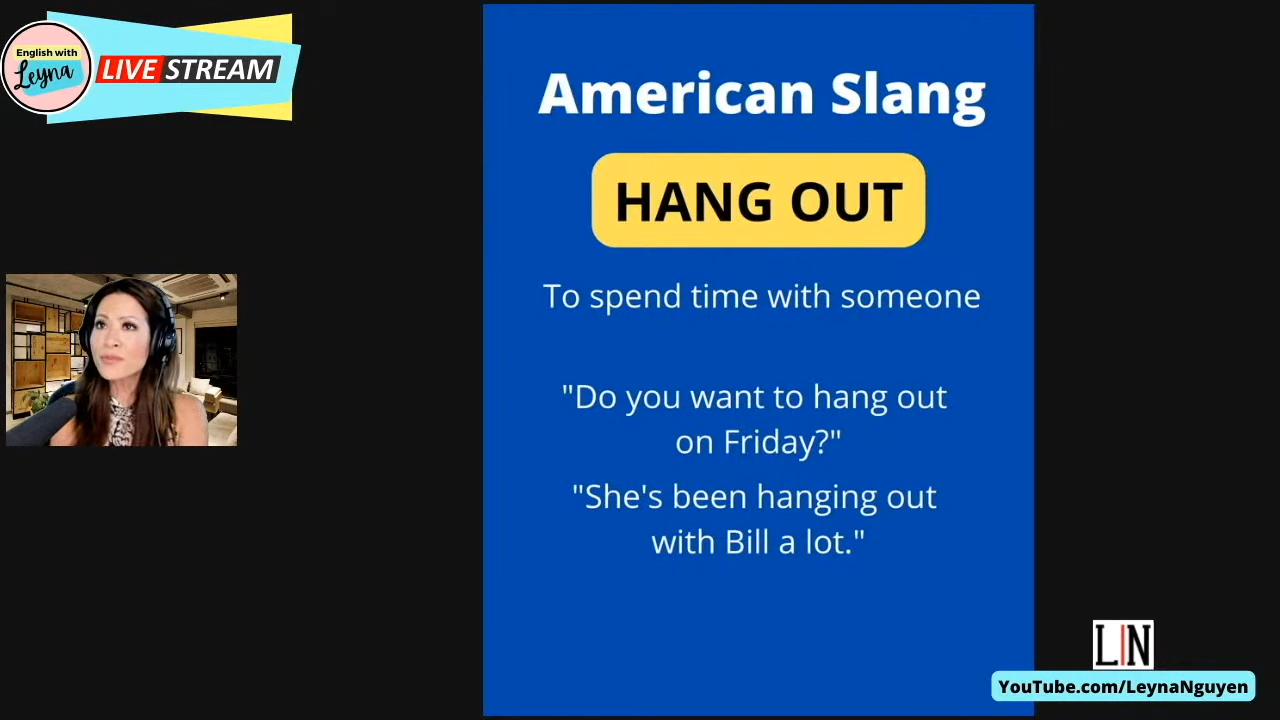 English with
Leyna
LIVE STREAM
American Slang
HANG OUT
To spend time with someone
"Do you want to hang out
on Friday?"
"She's been hanging out
with Bill a lot."
LIN
YouTube.com/LeynaNguyen